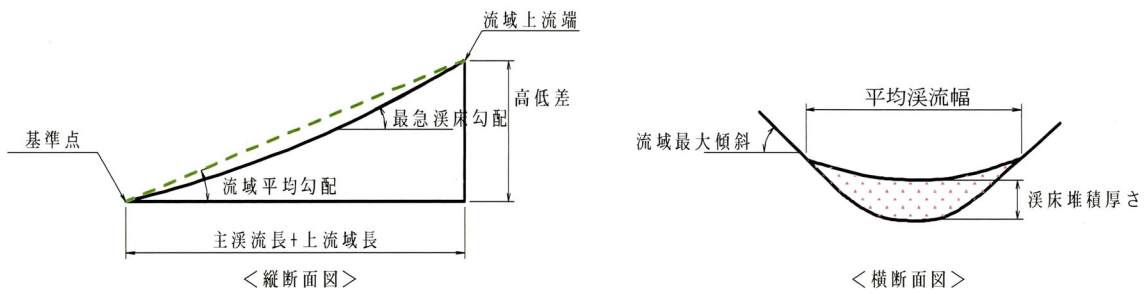 流域上流端
高低差
最急渓床勾配
基準点
流域平均勾配
主渓流長+上流域長
＜縦断面図＞
平均渓流幅
流域最大傾斜
渓床堆積厚さ
＜横断面図＞